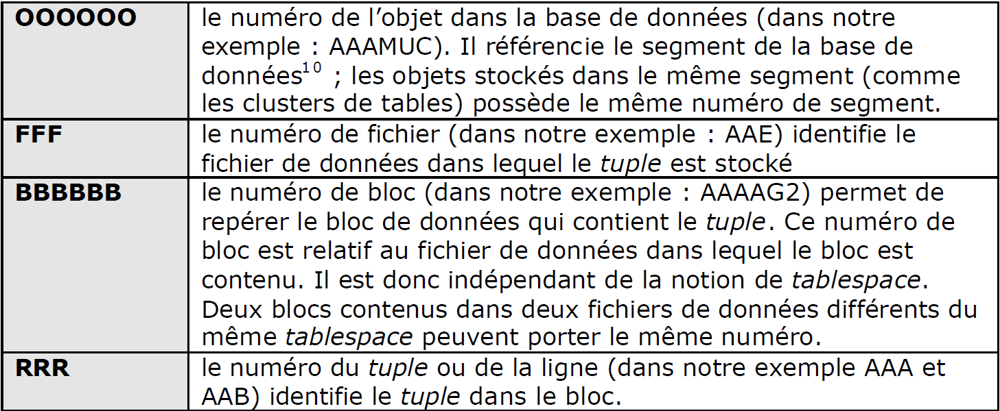 OOOOOO le numéro de l’objet dans la base de données (dans notre
exemple : AAAMUC). Il référencie le segment de la base de
données10 ; les objets stockés dans le même segment (comme
les clusters de tables) possède le même numéro de segment.
FFF le numéro de fichier (dans notre exemple : AAE) identifie le
fichier de données dans lequel le tuple est stocké
BBBBBB le numéro de bloc (dans notre exemple : AAAAG2) permet de
repérer le bloc de données qui contient le tuple. Ce numéro de
bloc est relatif au fichier de données dans lequel le bloc est
contenu. Il est donc indépendant de la notion de tablespace.
Deux blocs contenus dans deux fichiers de données différents du
même tablespace peuvent porter le même numéro.
RRR le numéro du tuple ou de la ligne (dans notre exemple AAA et
AAB) identifie le tuple dans le bloc.